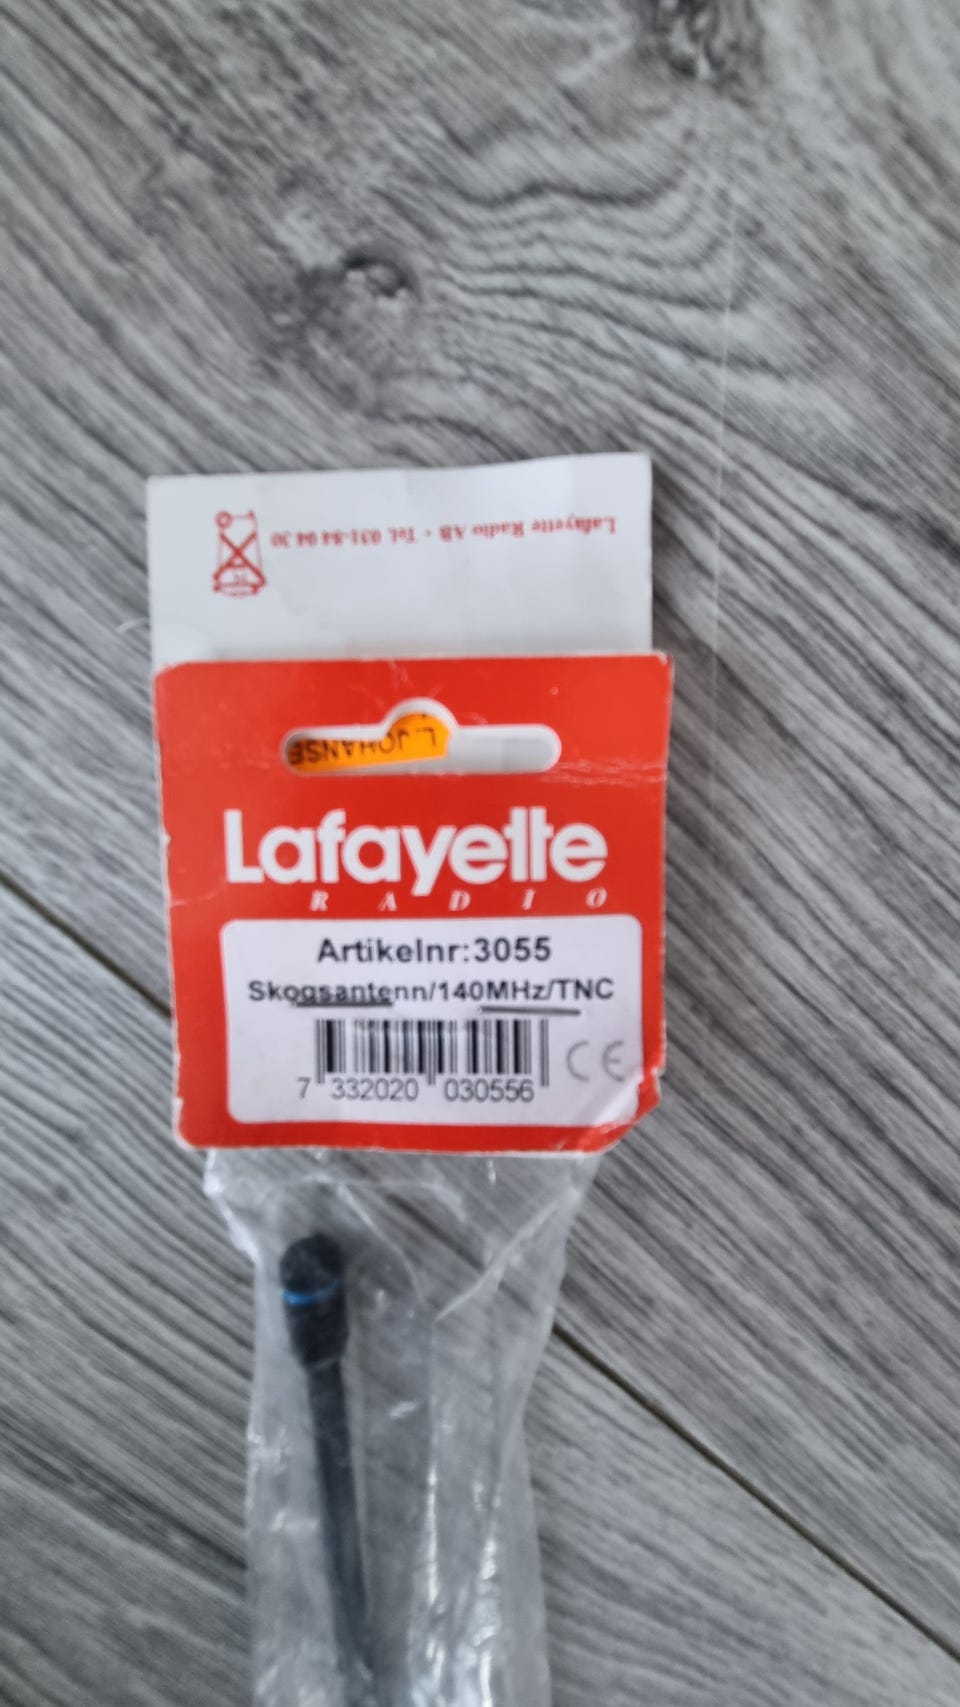 Lafayette Radio AB · Tel. 031-84 04 30
L. JOHANSE
Lafayette
RADIO
Artikelnr:3055
Skogsantenn/140MHz/TNC
7 332020 030556
CE